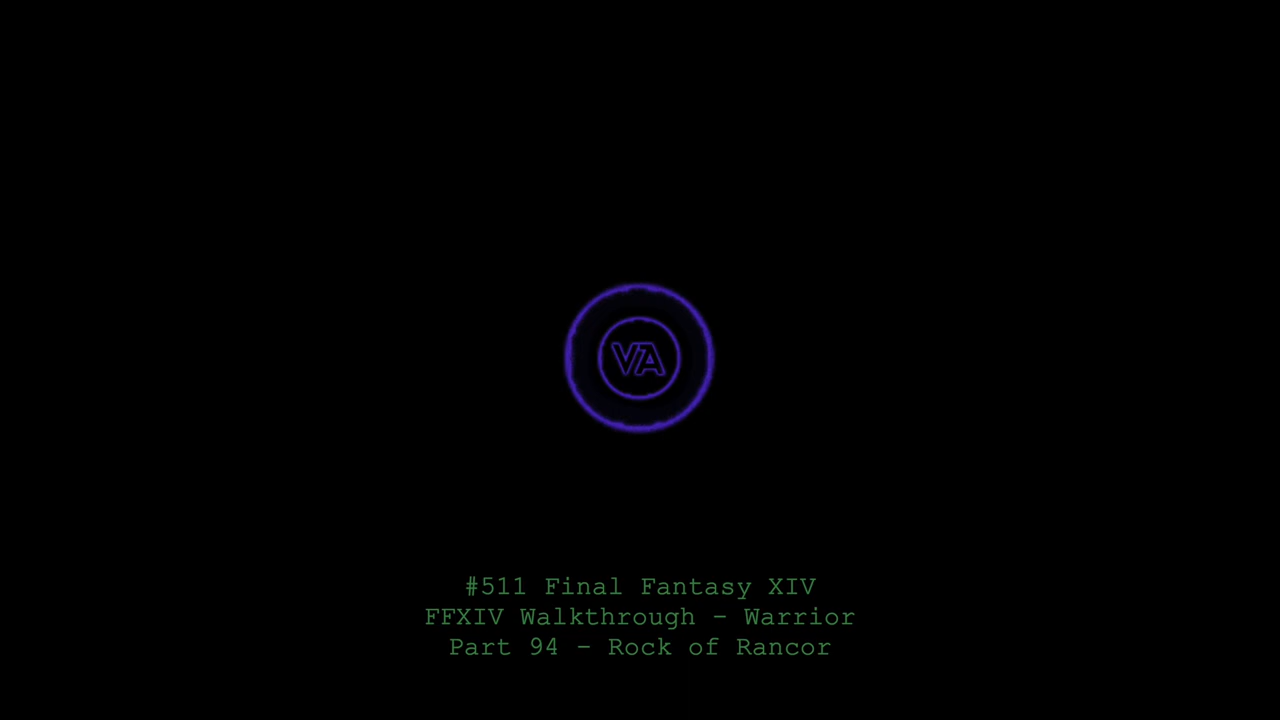 VA
#511 Final Fantasy XIV
FFXIV Walkthrough - Warrior
Part 94 - Rock of Rancor